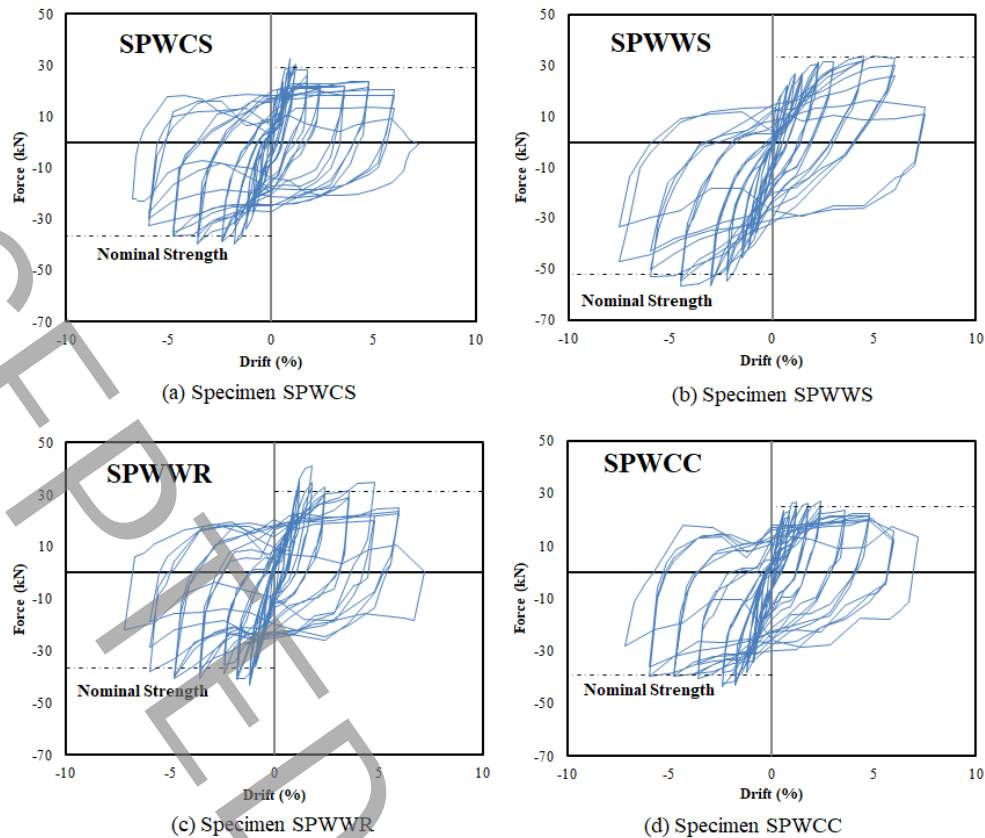 50
30
10
-10
-30
-50
-70
Force (kN)
SPWCS
Nominal Strength
-10 -5 0 5 10
Drift (%)
(a) Specimen SPWCS
50
30
10
-10
-30
-50
-70
Force (kN)
SPWWS
Nominal Strength
-10 -5 0 5 10
Drift (%)
(b) Specimen SPWWS
50
30
10
-10
-30
-50
-70
Force (kN)
SPWWR
Nominal Strength
-10 -5 0 5 10
Drift (%)
(c) Specimen SPWWR
50
30
10
-10
-30
-50
-70
Force (kN)
SPWCC
Nominal Strength
-10 -5 0 5 10
Drift (%)
(d) Specimen SPWCC
CEPTED